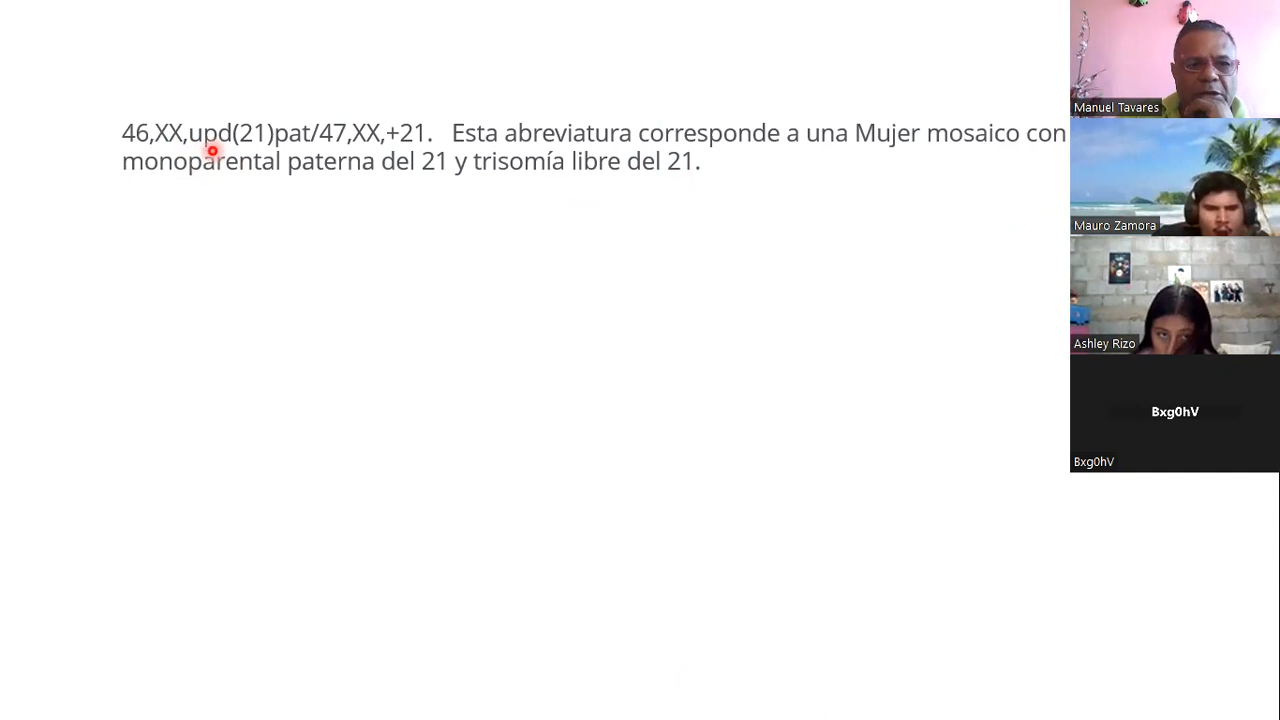 46,XX,upd(21)pat/47,XX,+21. Esta abreviatura corresponde a una Mujer mosaico con
monoparental paterna del 21 y trisomía libre del 21.
Manuel Tavares
Mauro Zamora
Ashley Rizo
Bxg0hV
Bxg0hV